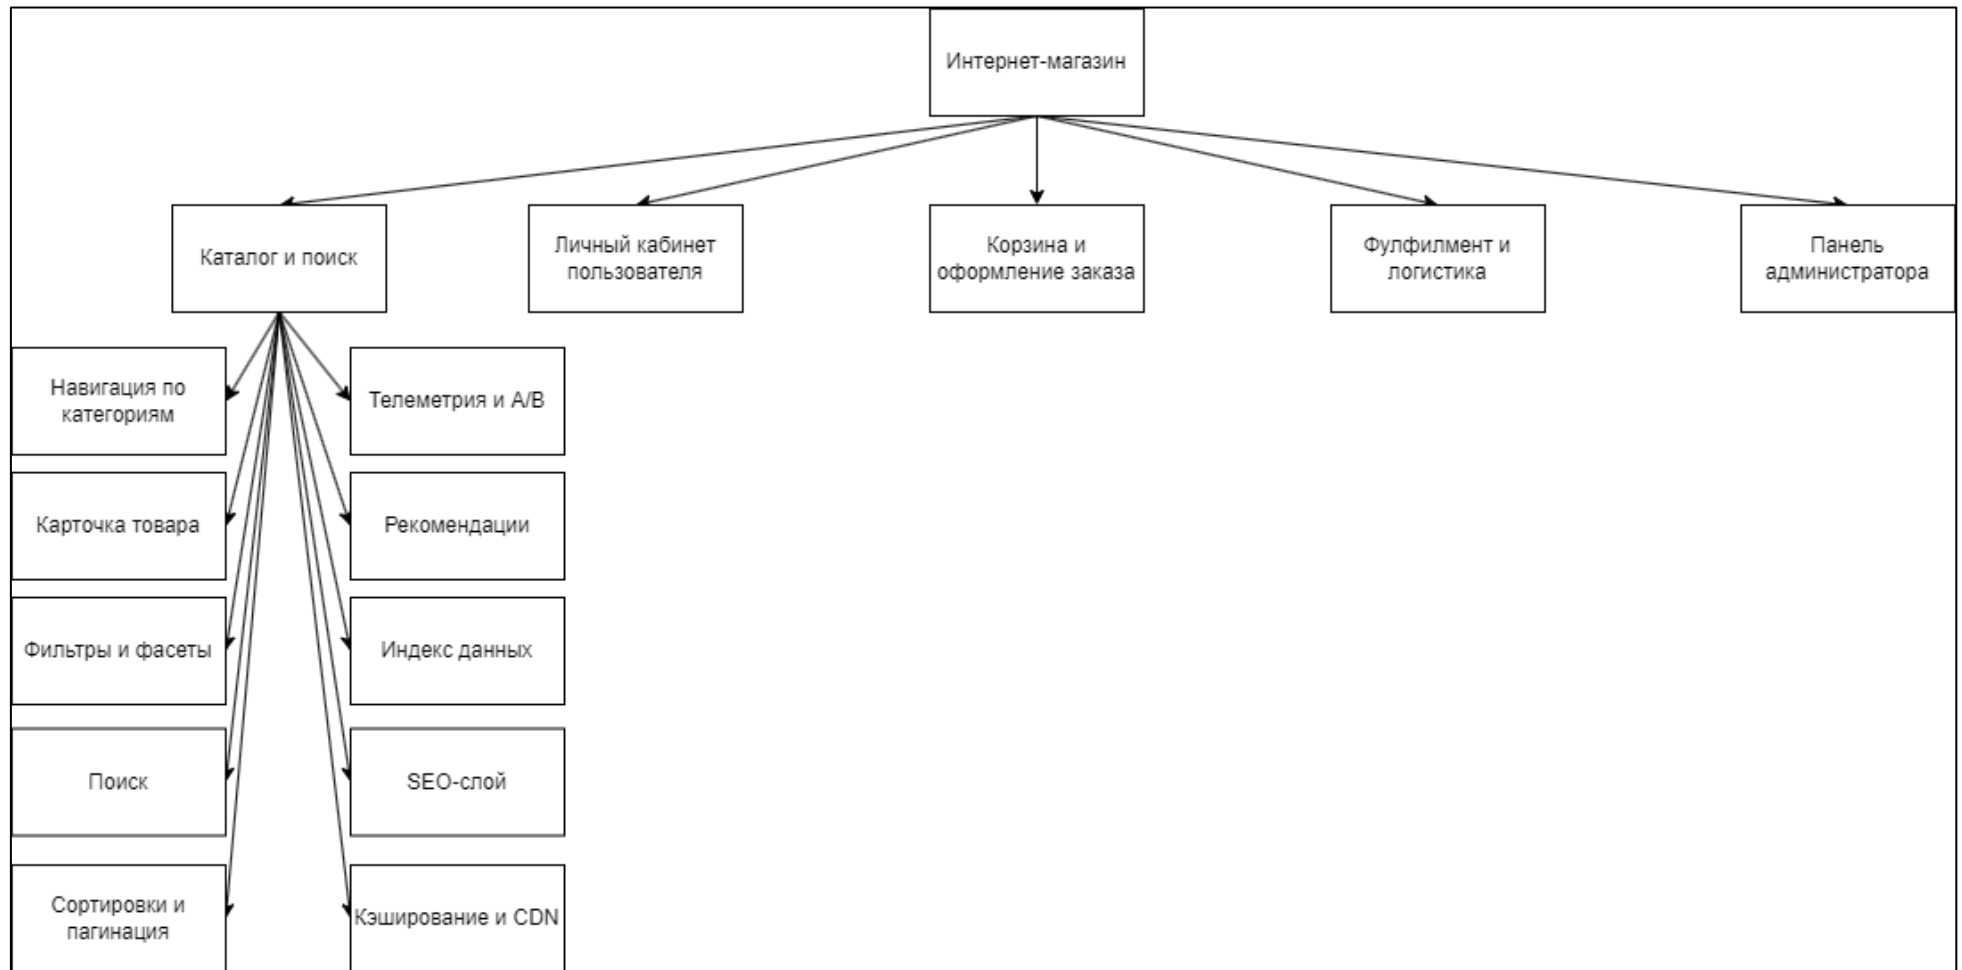 Интернет-магазин
Каталог и поиск
Личный кабинет
пользователя
Корзина и
оформление заказа
Фулфилмент и
логистика
Панель
администратора
Навигация по
категориям
Телеметрия и A/B
Карточка товара
Рекомендации
Фильтры и фасеты
Индекс данных
Поиск
SEO-слой
Сортировки и
пагинация
Кэширование и CDN